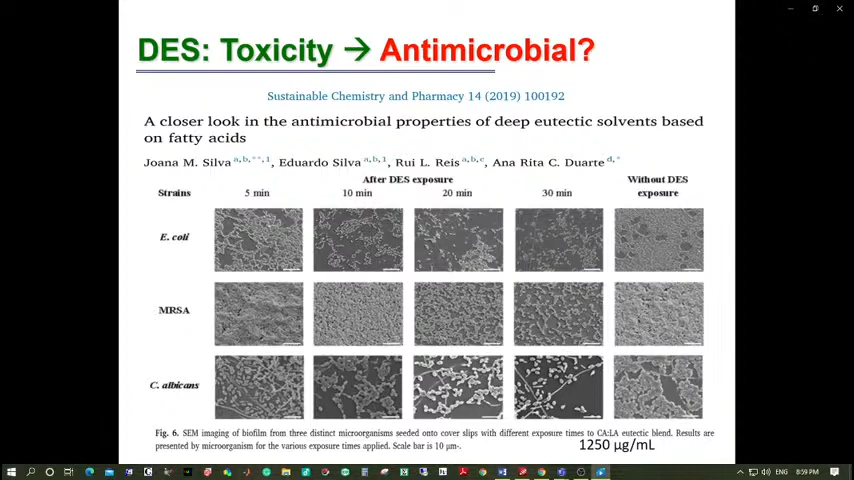 DES: Toxicity → Antimicrobial?
Sustainable Chemistry and Pharmacy 14 (2019) 100192
A closer look in the antimicrobial properties of deep eutectic solvents based
on fatty acids
Joana M. Silva a,b,**,1, Eduardo Silva a,b,1, Rui L. Reis a,b,c, Ana Rita C. Duarte d,*
After DES exposure Without DES
Strains 5 min 10 min 20 min 30 min exposure
E. coli
MRSA
C. albicans
Fig. 6. SEM imaging of biofilm from three distinct microorganisms seeded onto cover slips with different exposure times to CA:LA eutectic blend. Results are
presented by microorganism for the various exposure times applied. Scale bar is 10 μm-.
1250 μg/mL
ENG 8:59 PM